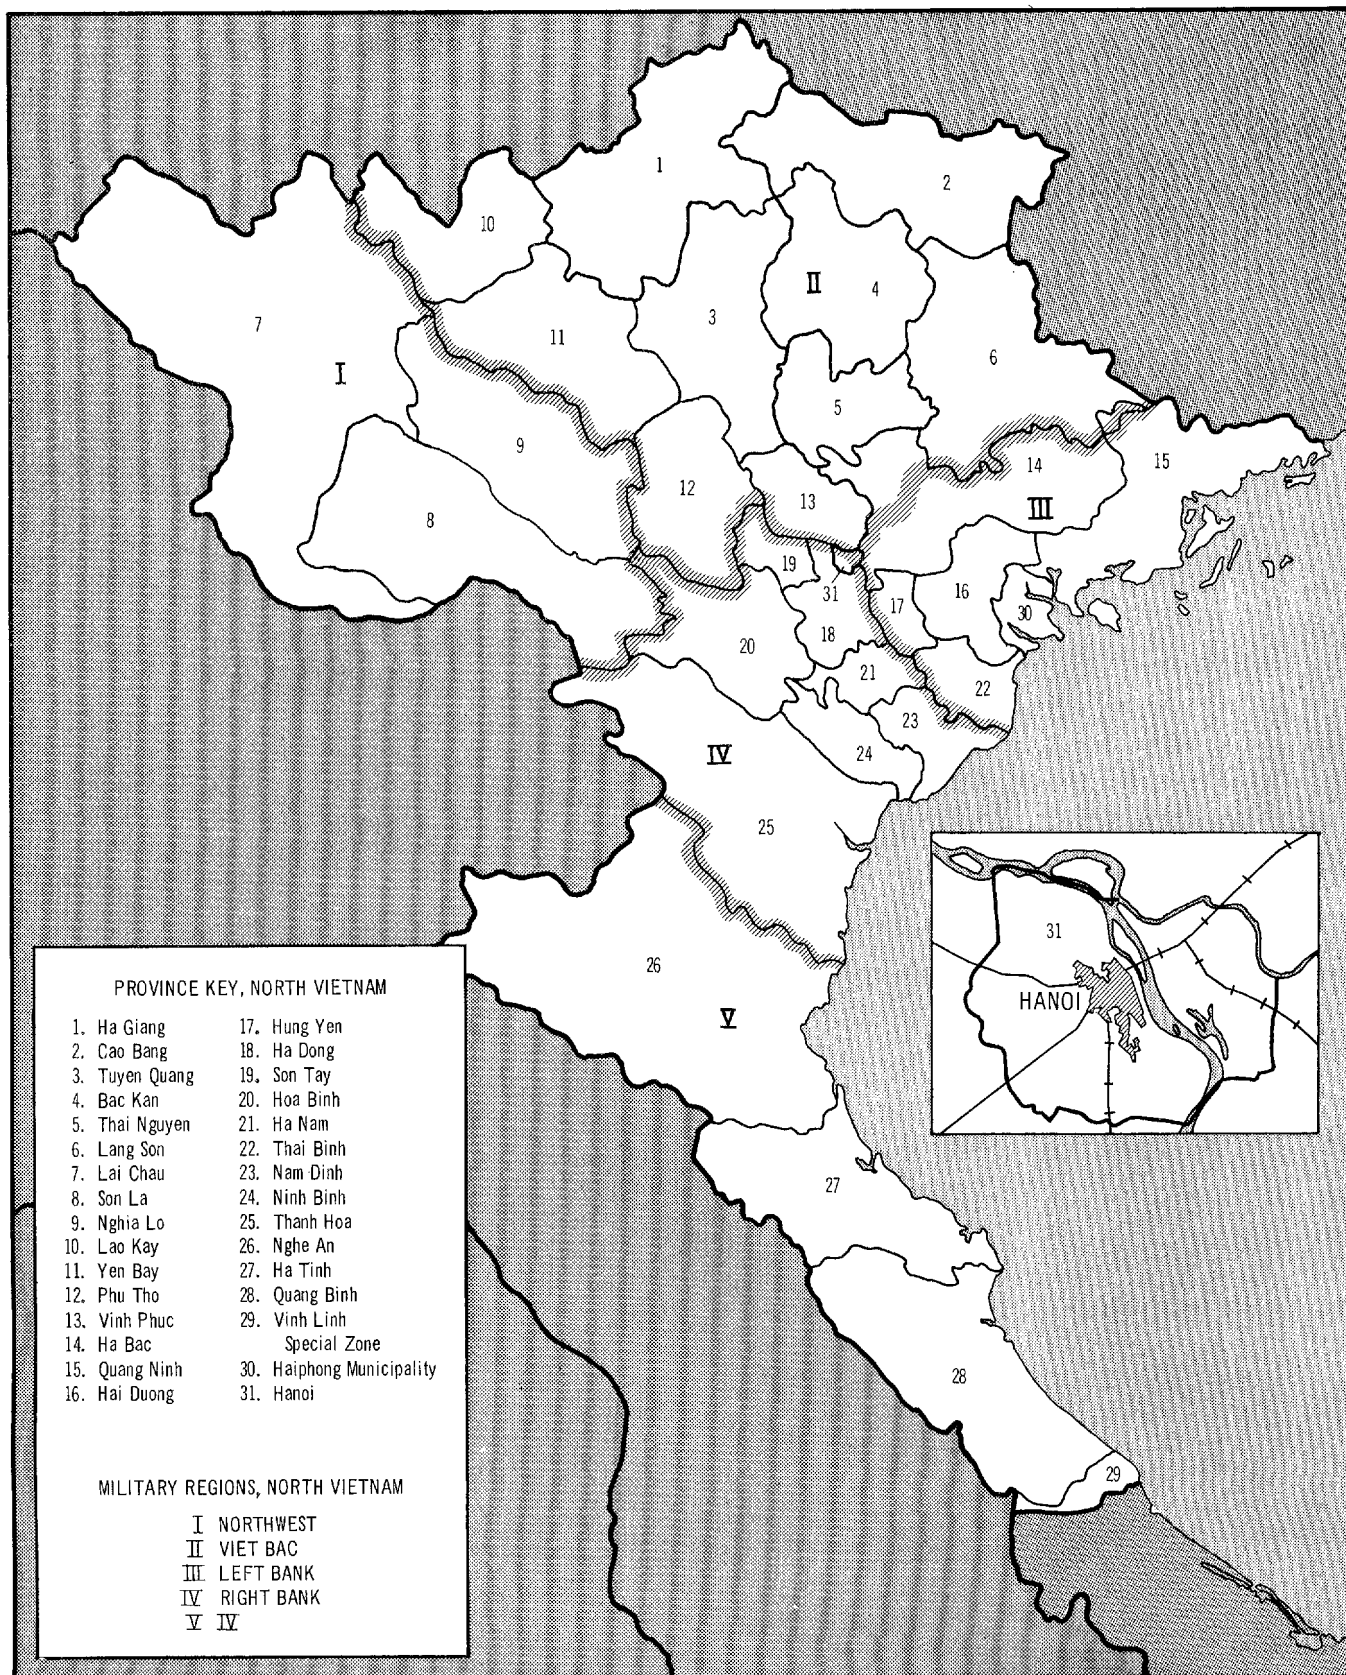 1
2
10
II
4
7
3
11
6
I
5
9
14
15
12
13
III
8
19
31
17
16
30
18
20
21
22
23
IV
24
25
31
HANOI
26
V
27
28
29
PROVINCE KEY, NORTH VIETNAM
1. Ha Giang
2. Cao Bang
3. Tuyen Quang
4. Bac Kan
5. Thai Nguyen
6. Lang Son
7. Lai Chau
8. Son La
9. Nghia Lo
10. Lao Kay
11. Yen Bay
12. Phu Tho
13. Vinh Phuc
14. Ha Bac
15. Quang Ninh
16. Hai Duong
17. Hung Yen
18. Ha Dong
19. Son Tay
20. Hoa Binh
21. Ha Nam
22. Thai Binh
23. Nam Dinh
24. Ninh Binh
25. Thanh Hoa
26. Nghe An
27. Ha Tinh
28. Quang Binh
29. Vinh Linh
Special Zone
30. Haiphong Municipality
31. Hanoi
MILITARY REGIONS, NORTH VIETNAM
I NORTHWEST
II VIET BAC
III LEFT BANK
IV RIGHT BANK
V IV